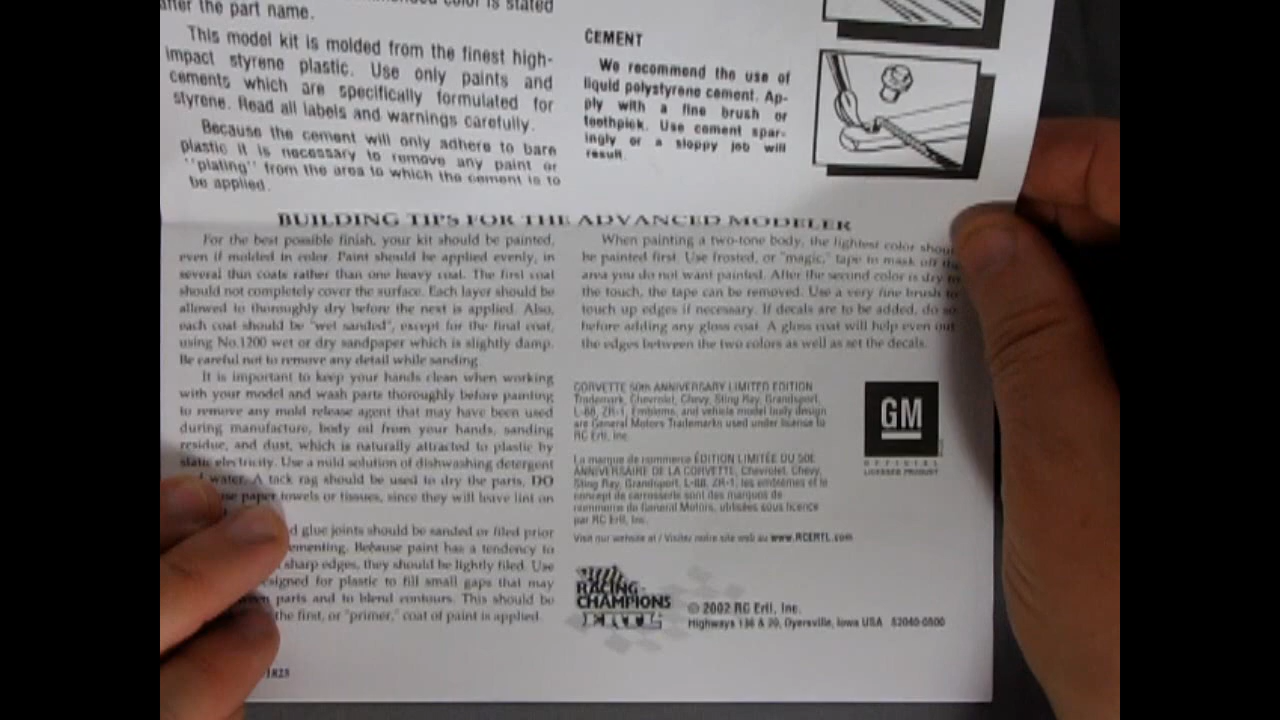 after the part name.
This model kit is molded from the finest high-
impact styrene plastic. Use only paints and
cements which are specifically formulated for
styrene. Read all labels and warnings carefully.
Because the cement will only adhere to bare
plastic it is necessary to remove any paint or
"plating" from the area to which the cement is to
be applied.
CEMENT
We recommend the use of
liquid polystyrene cement. Ap-
ply with a fine brush or
toothpick. Use cement spar-
ingly or a sloppy job will
result.
BUILDING TIPS FOR THE ADVANCED MODELER
For the best possible finish, your kit should be painted,
even if molded in color. Paint should be applied evenly, in
several thin coats rather than one heavy coat. The first coat
should not completely cover the surface. Each layer should be
allowed to thoroughly dry before the next is applied. Also,
each coat should be "wet sanded", except for the final coat,
using No.1200 wet or dry sandpaper which is slightly damp.
Be careful not to remove any detail while sanding.
It is important to keep your hands clean when working
with your model and wash parts thoroughly before painting
to remove any mold release agent that may have been used
during manufacture, body oil from your hands, sanding
residue, and dust, which is naturally attracted to plastic by
static electricity. Use a mild solution of dishwashing detergent
water. A tack rag should be used to dry the parts, DO
paper towels or tissues, since they will leave lint on
glue joints should be sanded or filed prior
Because paint has a tendency to
sharp edges, they should be lightly filed. Use
for plastic to fill small gaps that may
parts and to blend contours. This should be
the first, or "primer," coat of paint is applied.
When painting a two-tone body, the lightest color
be painted first. Use frosted, or "magic," tape to mask off
area you do not want painted. After the second color is dry
the touch, the tape can be removed. Use a very fine brush to
touch up edges if necessary. If decals are to be added, do so
before adding any gloss coat. A gloss coat will help even out
the edges between the two colors as well as set the decals.
CORVETTE 50th ANNIVERSARY LIMITED EDITION
Trademark, Chevrolet, Chevy, Sting Ray, Grandsport,
L-88, ZR-1, Emblems, and vehicle model body design
are General Motors Trademarks used under license to
RC Ertl, Inc.
La marque de commerce ÉDITION LIMITÉE DU 50E
ANNIVERSAIRE DE LA CORVETTE, Chevrolet, Chevy,
Sting Ray, Grandsport, L-88, ZR-1, les emblèmes et le
concept de carrosserie sont des marques de
commerce de General Motors, utilisées sous licence
par RC Ertl, Inc.
GM
OFFICIAL
LICENSED PRODUCT
Visit our website at / Visitez notre site web au www.RCERTL.com
RACING
CHAMPIONS
ERTL
© 2002 RC Ertl, Inc.
Highways 136 & 20, Dyersville, Iowa USA 52040-0500